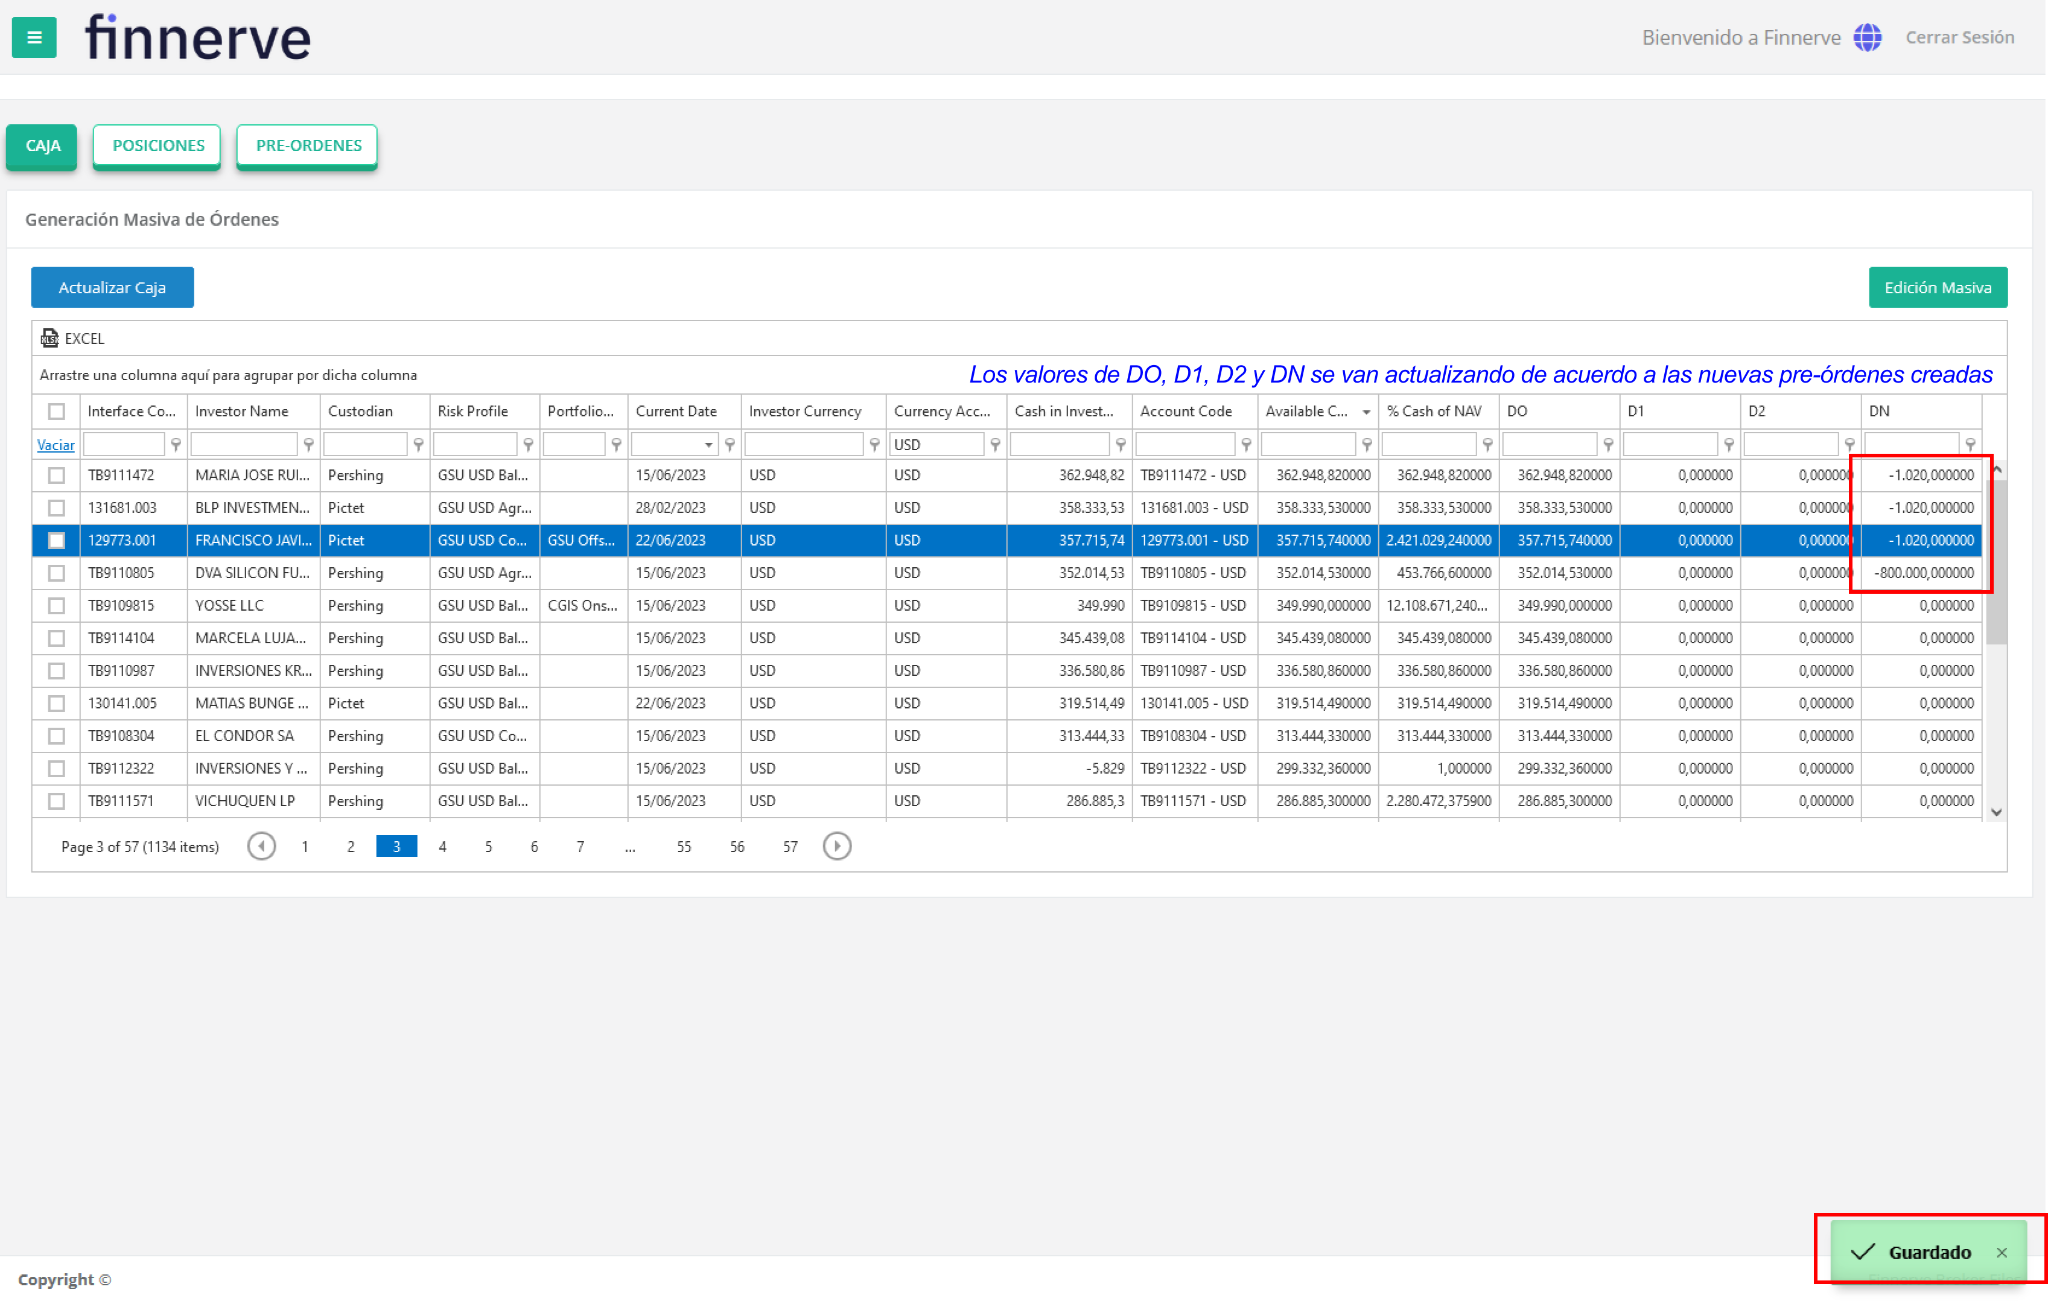 finnerve
Bienvenido a Finnerve Cerrar Sesión
CAJA POSICIONES PRE-ORDENES
Generación Masiva de Órdenes
Actualizar Caja Edición Masiva
XLSX EXCEL
Arrastre una columna aquí para agrupar por dicha columna Los valores de DO, D1, D2 y DN se van actualizando de acuerdo a las nuevas pre-órdenes creadas
Interface Co... Investor Name Custodian Risk Profile Portfolio... Current Date Investor Currency Currency Acc... Cash in Invest... Account Code Available C... % Cash of NAV DO D1 D2 DN
Vaciar USD
TB9111472 MARIA JOSE RUI... Pershing GSU USD Bal... 15/06/2023 USD USD 362.948,82 TB9111472 - USD 362.948,820000 362.948,820000 362.948,820000 0,000000 0,000000 -1.020,000000
131681.003 BLP INVESTMEN... Pictet GSU USD Agr... 28/02/2023 USD USD 358.333,53 131681.003 - USD 358.333,530000 358.333,530000 358.333,530000 0,000000 0,000000 -1.020,000000
129773.001 FRANCISCO JAVI... Pictet GSU USD Co... GSU Offs... 22/06/2023 USD USD 357.715,74 129773.001 - USD 357.715,740000 2.421.029,240000 357.715,740000 0,000000 0,000000 -1.020,000000
TB9110805 DVA SILICON FU... Pershing GSU USD Agr... 15/06/2023 USD USD 352.014,53 TB9110805 - USD 352.014,530000 453.766,600000 352.014,530000 0,000000 0,000000 -800.000,000000
TB9109815 YOSSE LLC Pershing GSU USD Bal... CGIS Ons... 15/06/2023 USD USD 349.990 TB9109815 - USD 349.990,000000 12.108.671,240... 349.990,000000 0,000000 0,000000 0,000000
TB9114104 MARCELA LUJA... Pershing GSU USD Bal... 15/06/2023 USD USD 345.439,08 TB9114104 - USD 345.439,080000 345.439,080000 345.439,080000 0,000000 0,000000 0,000000
TB9110987 INVERSIONES KR... Pershing GSU USD Bal... 15/06/2023 USD USD 336.580,86 TB9110987 - USD 336.580,860000 336.580,860000 336.580,860000 0,000000 0,000000 0,000000
130141.005 MATIAS BUNGE ... Pictet GSU USD Bal... 22/06/2023 USD USD 319.514,49 130141.005 - USD 319.514,490000 319.514,490000 319.514,490000 0,000000 0,000000 0,000000
TB9108304 EL CONDOR SA Pershing GSU USD Co... 15/06/2023 USD USD 313.444,33 TB9108304 - USD 313.444,330000 313.444,330000 313.444,330000 0,000000 0,000000 0,000000
TB9112322 INVERSIONES Y ... Pershing GSU USD Bal... 15/06/2023 USD USD -5.829 TB9112322 - USD 299.332,360000 1,000000 299.332,360000 0,000000 0,000000 0,000000
TB9111571 VICHUQUEN LP Pershing GSU USD Bal... 15/06/2023 USD USD 286.885,3 TB9111571 - USD 286.885,300000 2.280.472,375900 286.885,300000 0,000000 0,000000 0,000000
Page 3 of 57 (1134 items) 1 2 3 4 5 6 7 ... 55 56 57
Guardado ×
Copyright ©